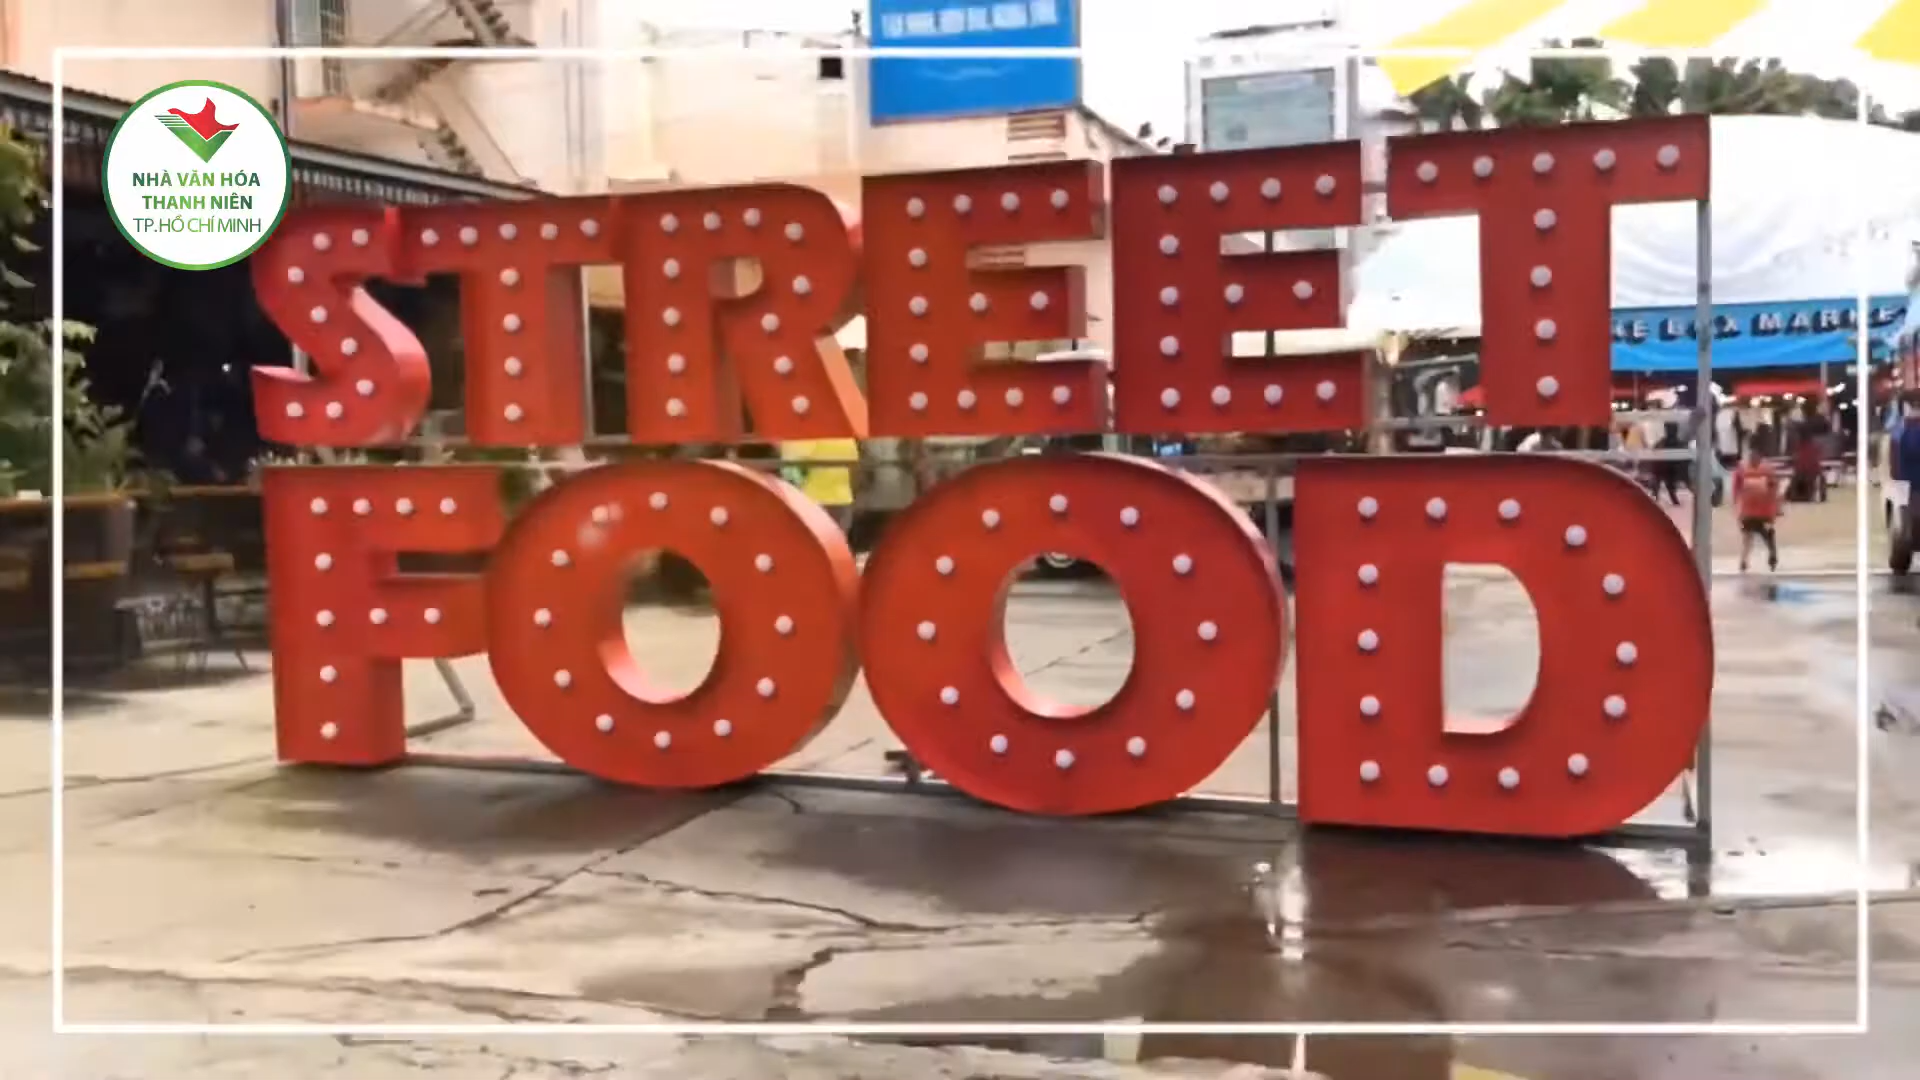 NHÀ VĂN HÓA
THANH NIÊN
TP.HỒ CHÍ MINH
STREET
FOOD